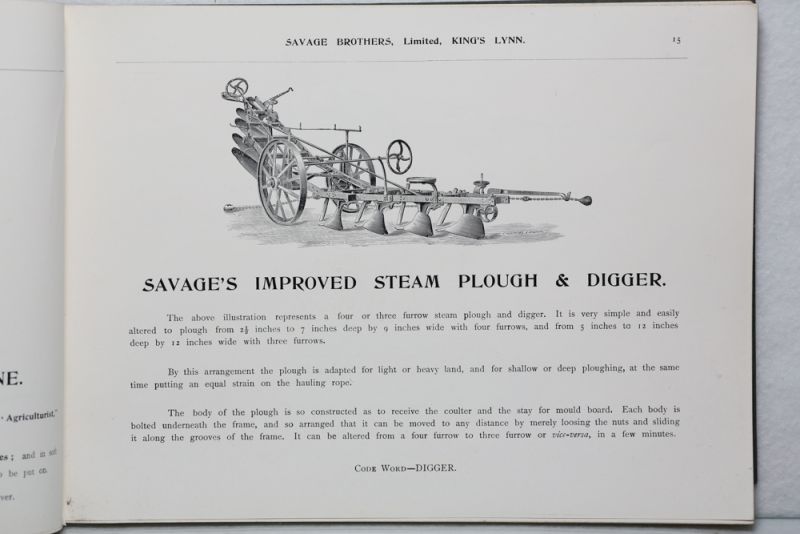 SAVAGE BROTHERS, Limited, KING'S LYNN.
15
SAVAGE'S IMPROVED STEAM PLOUGH & DIGGER.
The above illustration represents a four or three furrow steam plough and digger. It is very simple and easily
altered to plough from 2½ inches to 7 inches deep by 9 inches wide with four furrows, and from 5 inches to 12 inches
deep by 12 inches wide with three furrows.
By this arrangement the plough is adapted for light or heavy land, and for shallow or deep ploughing, at the same
time putting an equal strain on the hauling rope.
The body of the plough is so constructed as to receive the coulter and the stay for mould board. Each body is
bolted underneath the frame, and so arranged that it can be moved to any distance by merely loosing the nuts and sliding
it along the grooves of the frame. It can be altered from a four furrow to three furrow or vice-versa, in a few minutes.
CODE WORD—DIGGER.
NE.
Agriculturist."
es; and in
be put on
ver.